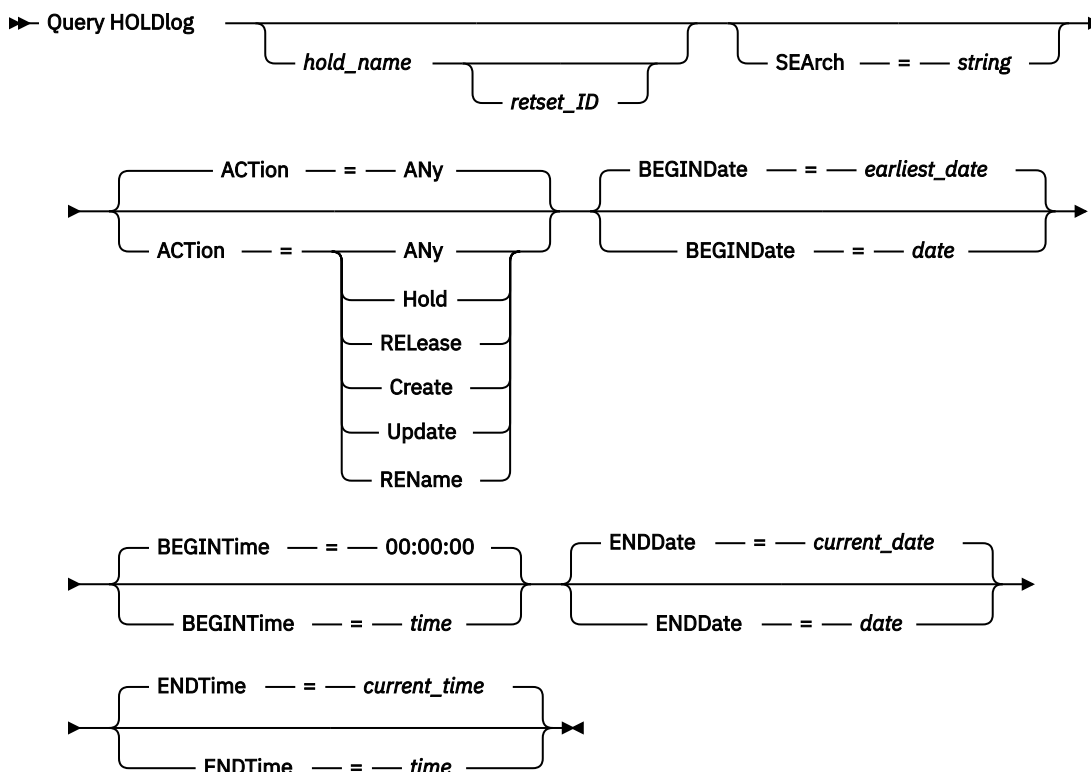 Query HOLDlog
hold_name
retset_ID
SEArch = string
ACTion = ANy
ACTion = ANy
Hold
RELease
Create
Update
REName
BEGINDate = earliest_date
BEGINDate = date
BEGINTime = 00:00:00
BEGINTime = time
ENDDate = current_date
ENDDate = date
ENDTime = current_time
ENDTime = time